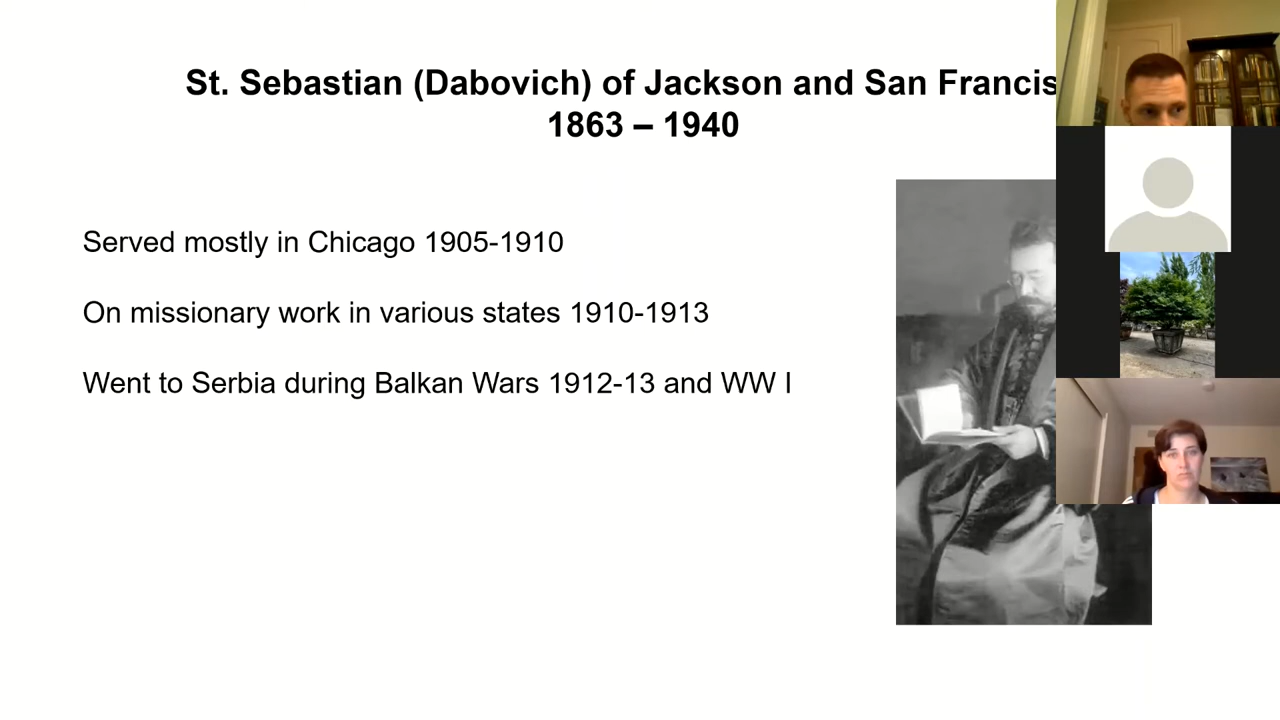 St. Sebastian (Dabovich) of Jackson and San Francis
1863 – 1940
Served mostly in Chicago 1905-1910
On missionary work in various states 1910-1913
Went to Serbia during Balkan Wars 1912-13 and WW I